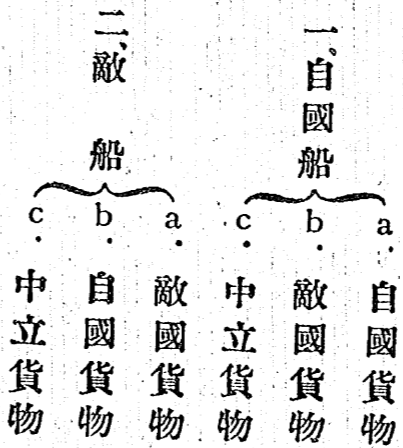 一、自國船
a. 自國貨物
b. 敵國貨物
c. 中立貨物
二、敵船
a. 敵國貨物
b. 自國貨物
c. 中立貨物